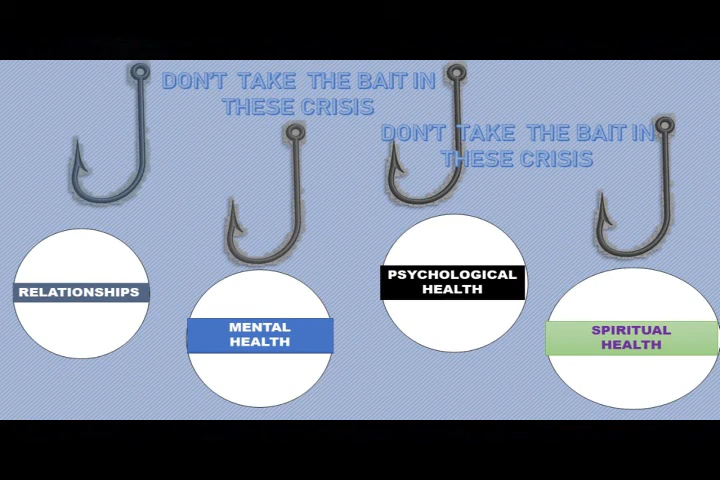 DON'T TAKE THE BAIT IN
THESE CRISIS
DON'T TAKE THE BAIT IN
THESE CRISIS
RELATIONSHIPS
MENTAL
HEALTH
PSYCHOLOGICAL
HEALTH
SPIRITUAL
HEALTH